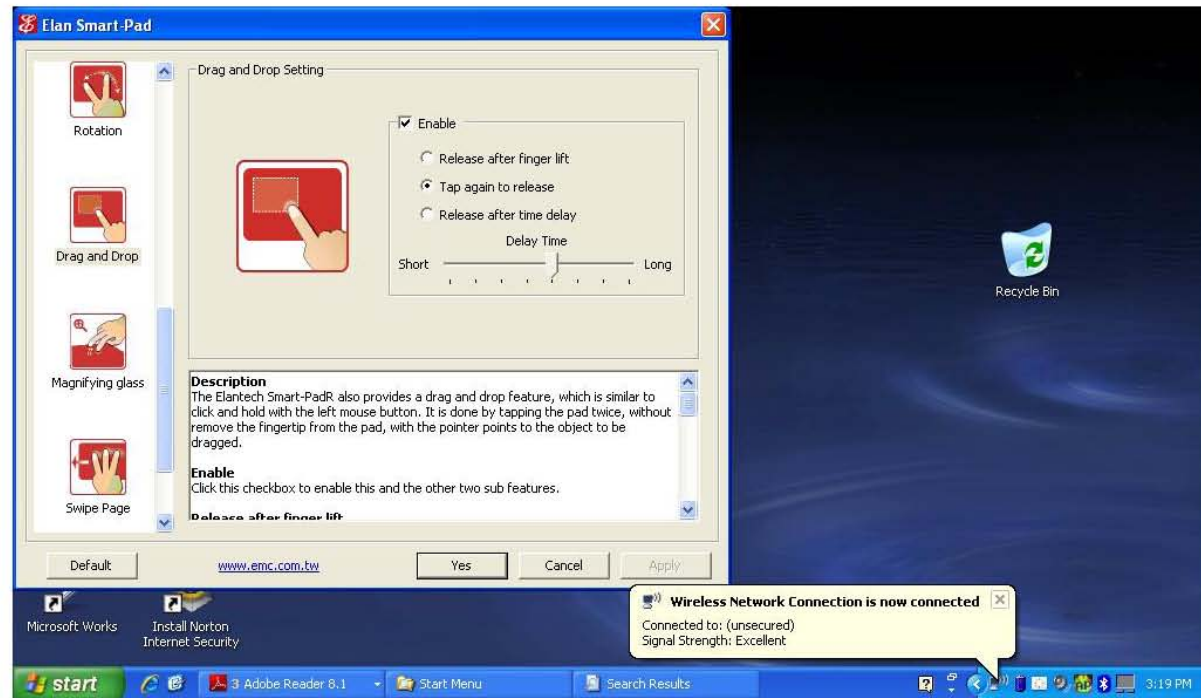 Elan Smart-Pad
Rotation
Drag and Drop
Magnifying glass
Swipe Page
Drag and Drop Setting
Enable
Release after finger lift
Tap again to release
Release after time delay
Delay Time
Short
Long
Description
The Elantech Smart-PadR also provides a drag and drop feature, which is similar to
click and hold with the left mouse button. It is done by tapping the pad twice, without
remove the fingertip from the pad, with the pointer points to the object to be
dragged.
Enable
Click this checkbox to enable this and the other two sub features.
Release after finger lift
Default
www.emc.com.tw
Yes
Cancel
Apply
Recycle Bin
Microsoft Works
Install Norton
Internet Security
Wireless Network Connection is now connected
Connected to: (unsecured)
Signal Strength: Excellent
start
3 Adobe Reader 8.1
Start Menu
Search Results
3:19 PM